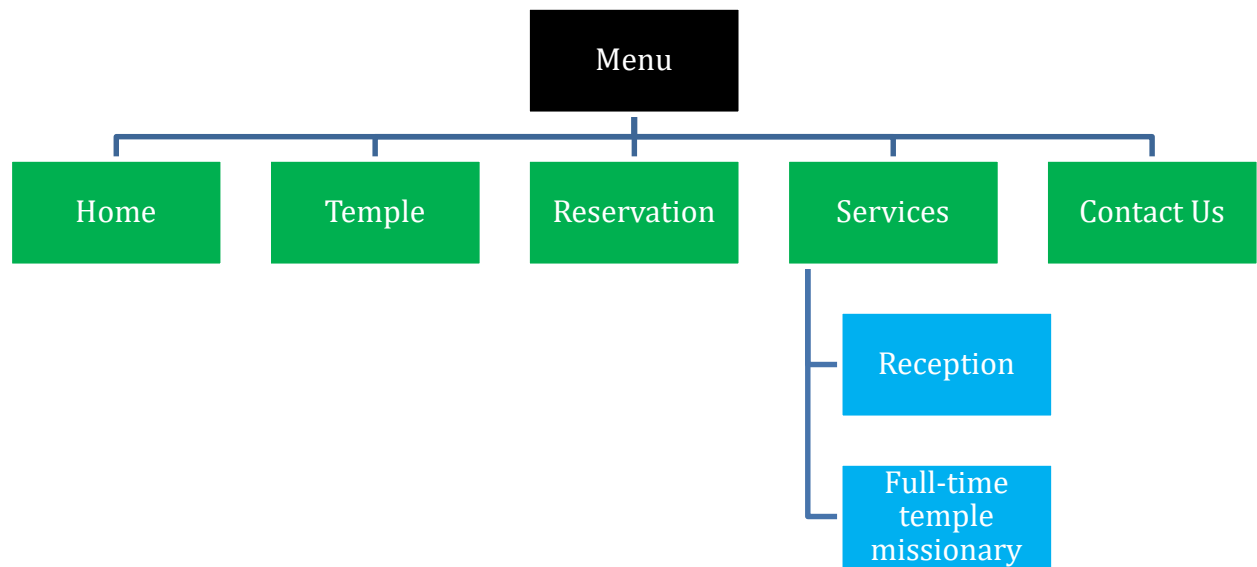 Menu
Home
Temple
Reservation
Services
Contact Us
Reception
Full-time
temple
missionary